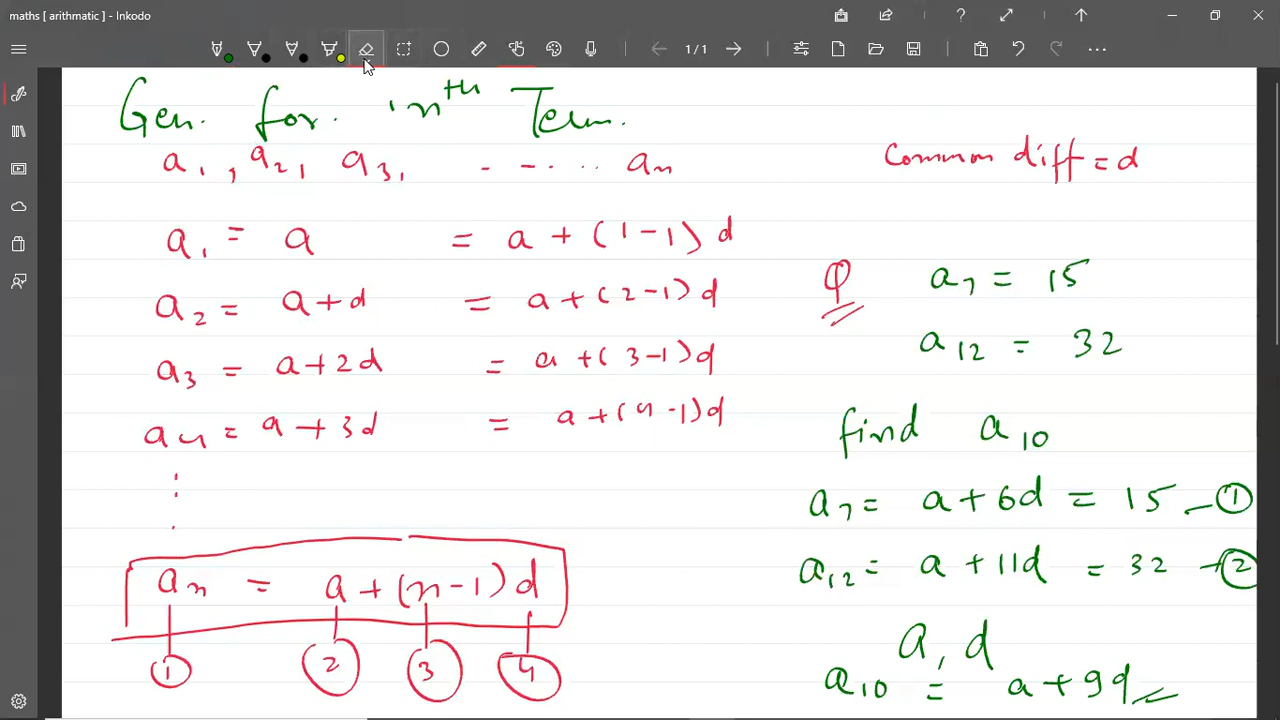 maths [ arithmatic ] - Inkodo
1/1
Gen. for. 'nth Term.
a1, a2, a3, - - ... an
Common diff = d
a1 = a = a + (1-1) d
a2 = a+d = a+(2-1)d
a3 = a+2d = a+(3-1)d
a4 = a+3d = a+(4-1)d
⋮
an = a+(n-1)d
① ② ③ ④
Q a7 = 15
a12 = 32
find a10
a7 = a+6d = 15 - ①
a12 = a+11d = 32 - ②
a, d
a10 = a+9d